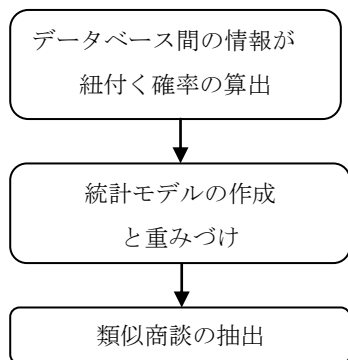 データベース間の情報が
紐付く確率の算出
統計モデルの作成
と重みづけ
類似商談の抽出